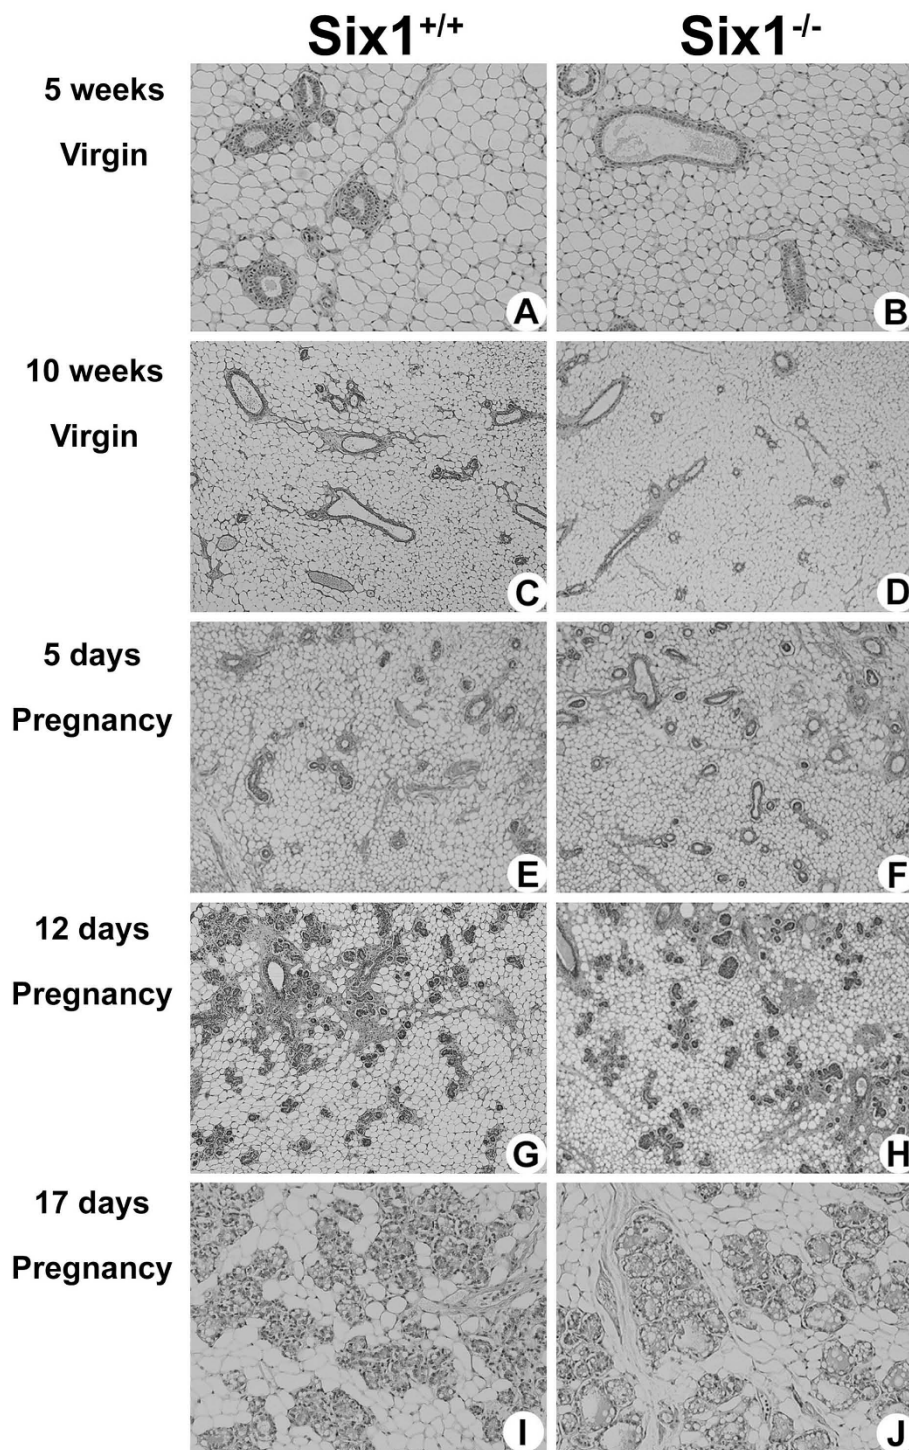 Six1+/+ Six1-/-
5 weeks
Virgin
A B
10 weeks
Virgin
C D
5 days
Pregnancy
E F
12 days
Pregnancy
G H
17 days
Pregnancy
I J